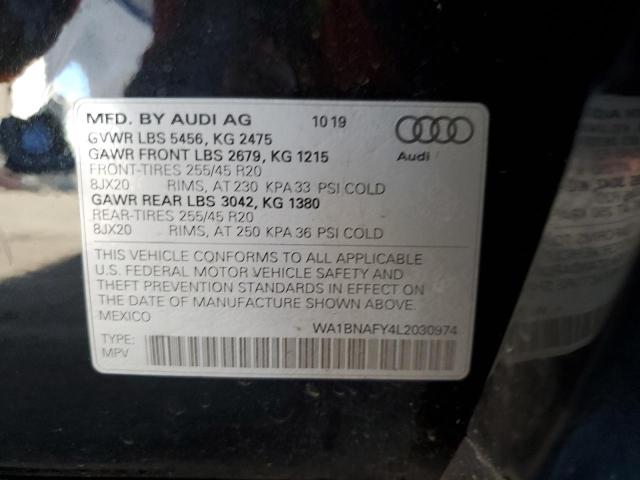 MFD. BY AUDI AG 10 19
GVWR LBS 5456, KG 2475
GAWR FRONT LBS 2679, KG 1215
Audi
FRONT-TIRES 255/45 R20
8JX20 RIMS, AT 230 KPA 33 PSI COLD
GAWR REAR LBS 3042, KG 1380
REAR-TIRES 255/45 R20
8JX20 RIMS, AT 250 KPA 36 PSI COLD
THIS VEHICLE CONFORMS TO ALL APPLICABLE
U.S. FEDERAL MOTOR VEHICLE SAFETY AND
THEFT PREVENTION STANDARDS IN EFFECT ON
THE DATE OF MANUFACTURE SHOWN ABOVE.
MEXICO
WA1BNAFY4L2030974
TYPE:
MPV